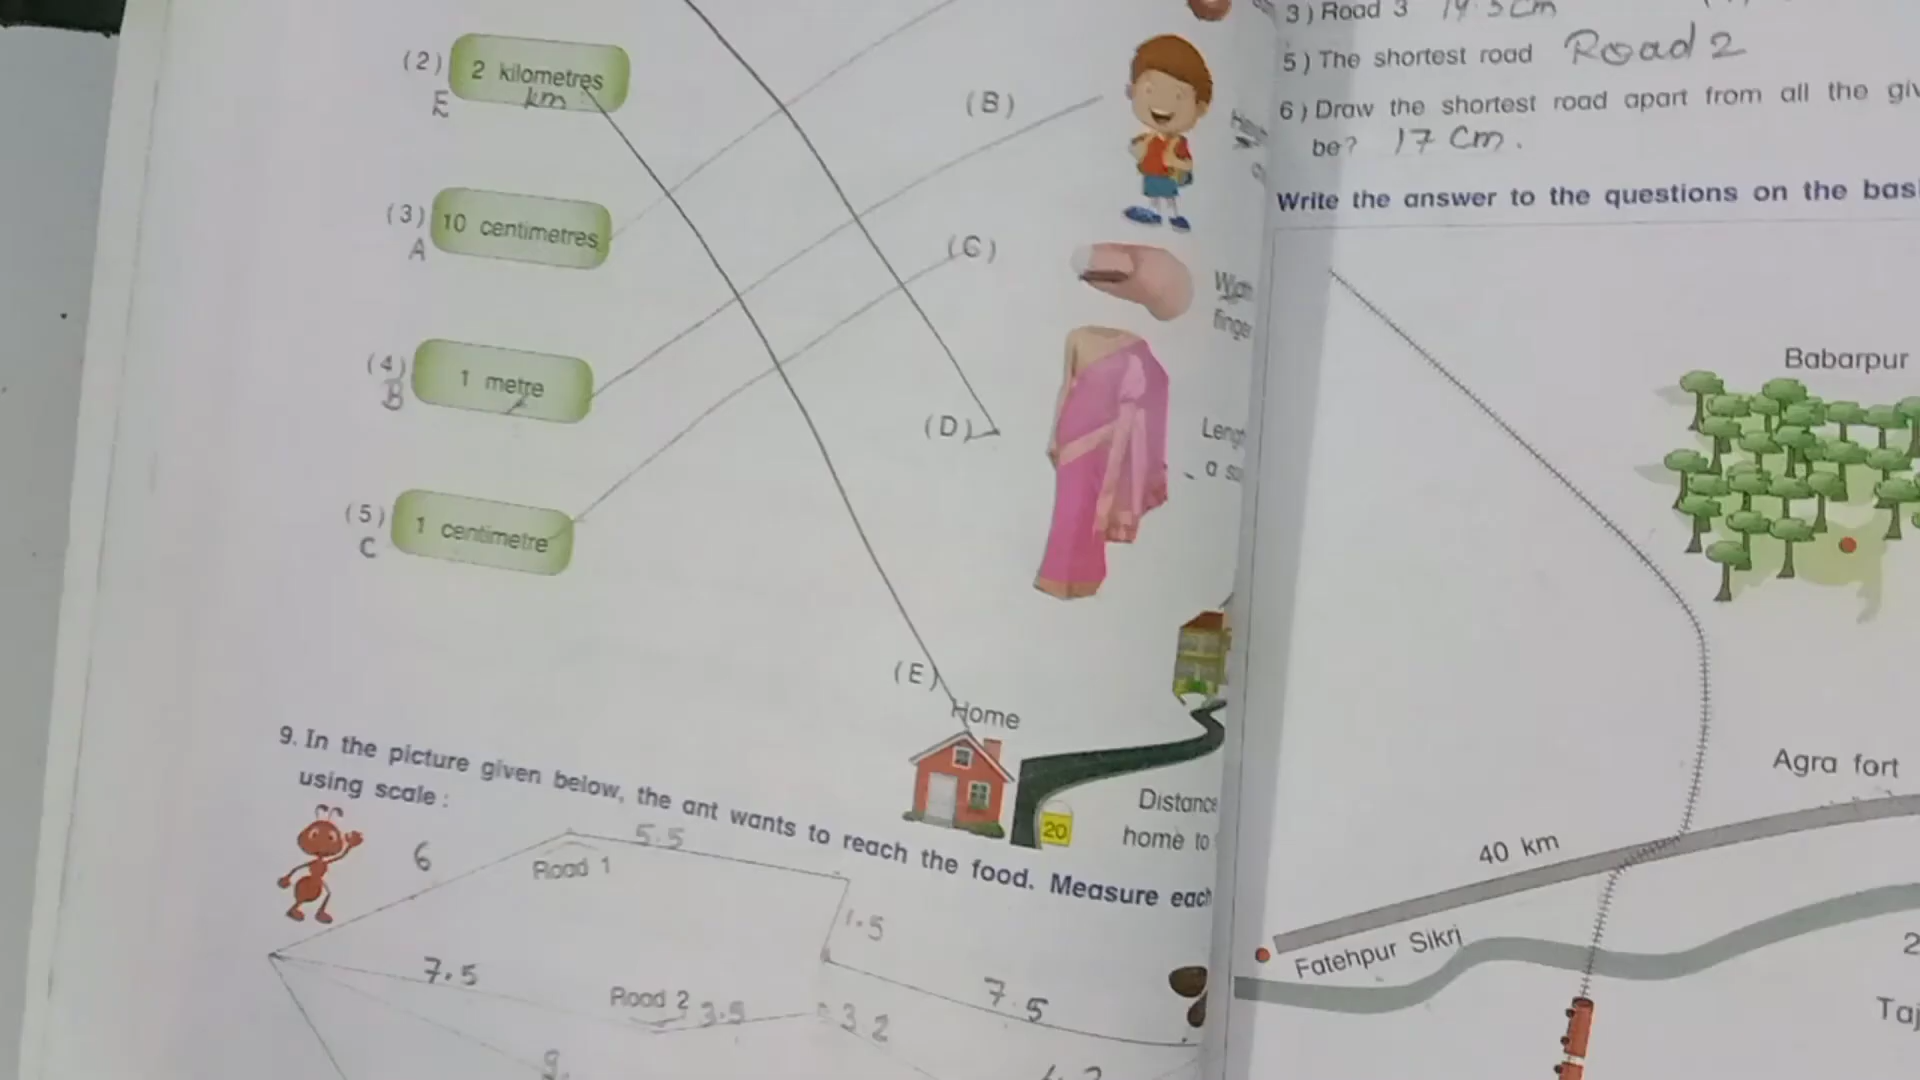 (2) 2 kilometres
km
E
(3) 10 centimetres
A
(4) 1 metre
B
(5) 1 centimetre
C
(B)
(C)
finger
(D)
(E)
Home
20
home to
9. In the picture given below, the ant wants to reach the food. Measure each
using scale :
6
5.5
Road 1
1.5
7.5
Road 2
3.5
3.2
7.5
3) Road 3 14.5 cm
5) The shortest road Road 2
6) Draw the shortest road apart from all the
be? 17 Cm.
Write the answer to the questions on the
Babarpur
Agra fort
40 km
Fatehpur Sikri